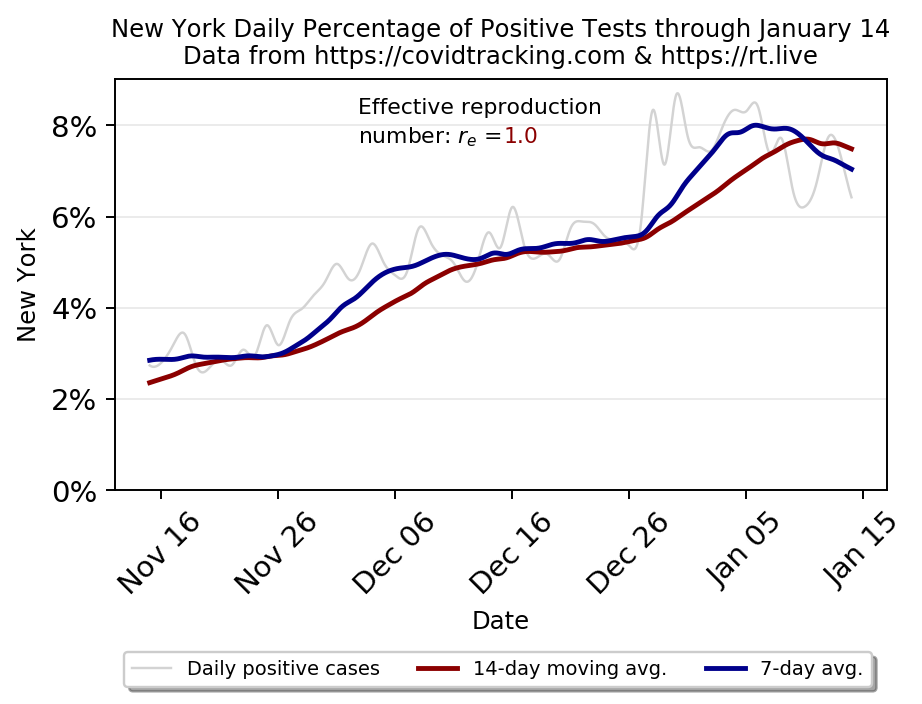 New York Daily Percentage of Positive Tests through January 14
Data from https://covidtracking.com & https://rt.live
Effective reproduction
number: rₑ =1.0
8%
6%
4%
2%
0%
New York
Nov 16
Nov 26
Dec 06
Dec 16
Dec 26
Jan 05
Jan 15
Date
Daily positive cases
14-day moving avg.
7-day avg.